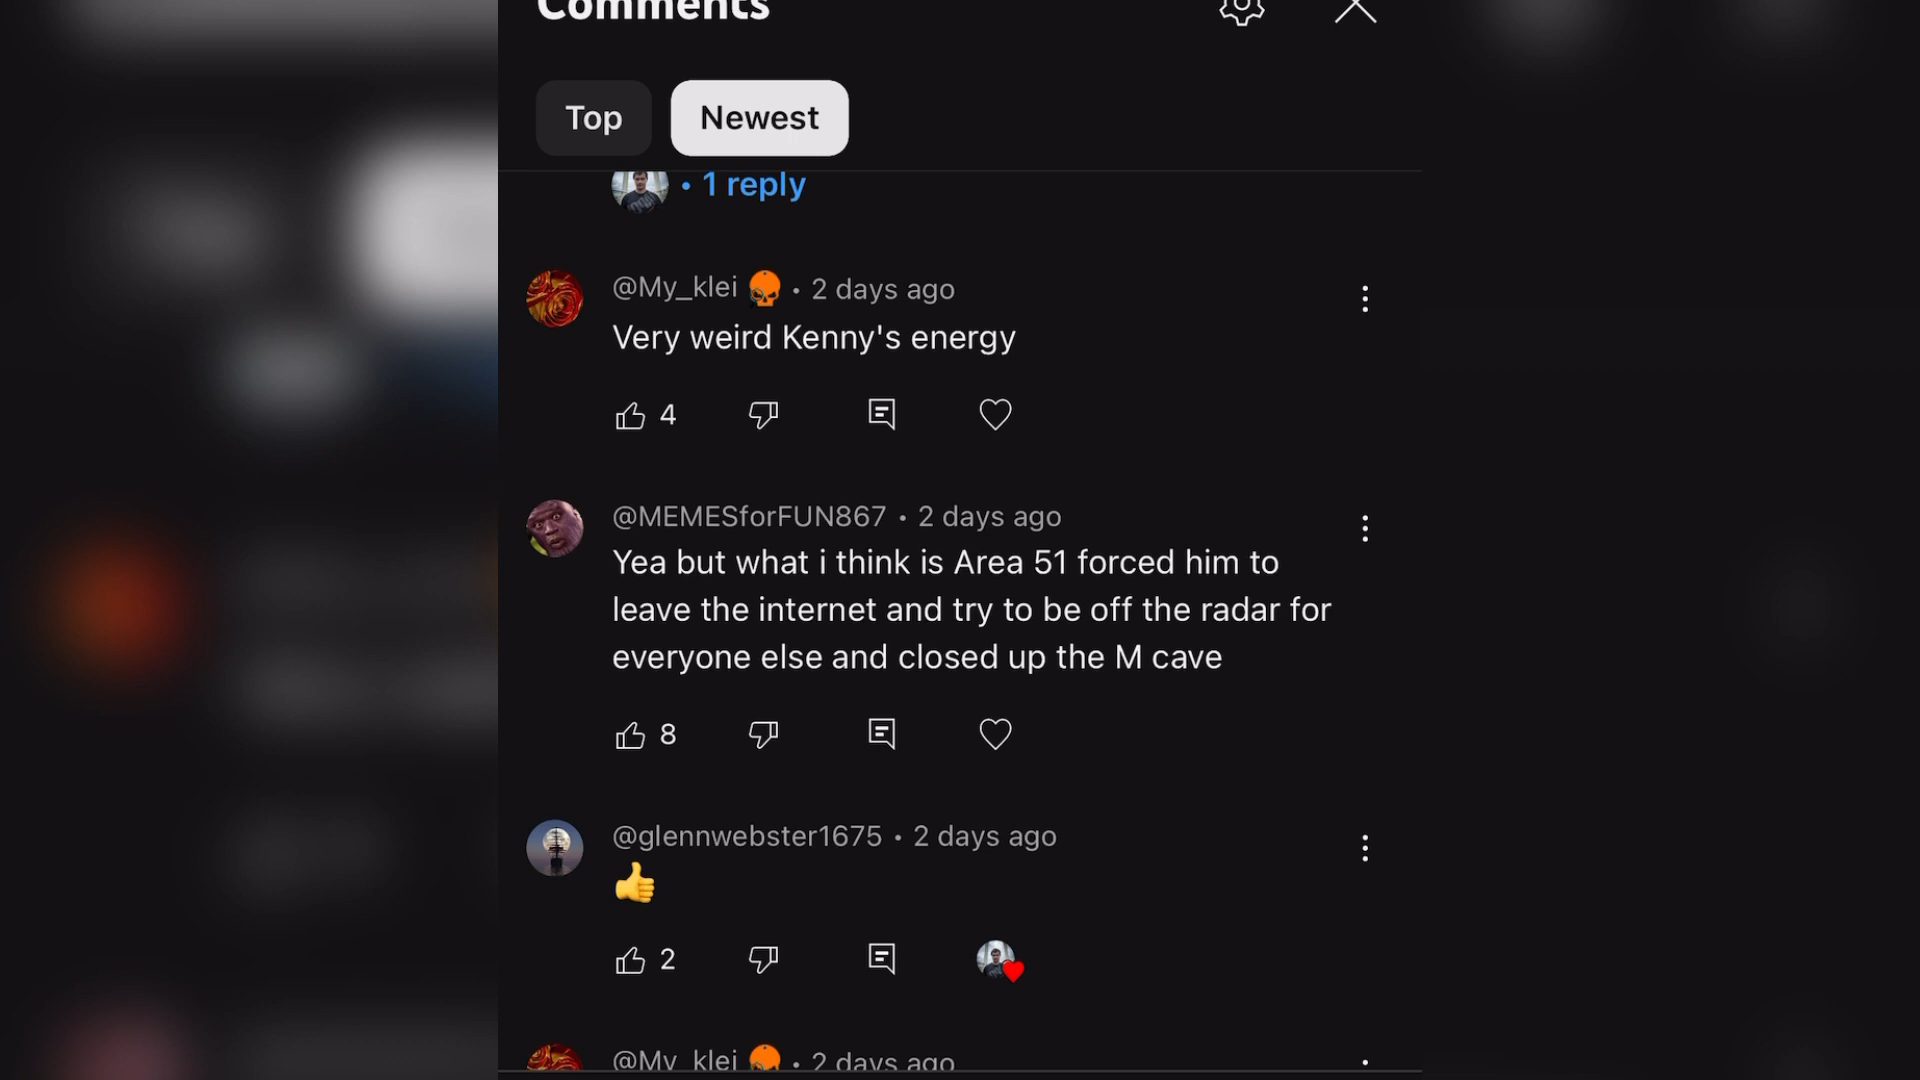 Comments
Top
Newest
• 1 reply
@My_klei • 2 days ago
Very weird Kenny's energy
4
@MEMESforFUN867 • 2 days ago
Yea but what i think is Area 51 forced him to
leave the internet and try to be off the radar for
everyone else and closed up the M cave
8
@glennwebster1675 • 2 days ago
👍
2
@My_klei • 2 days ago